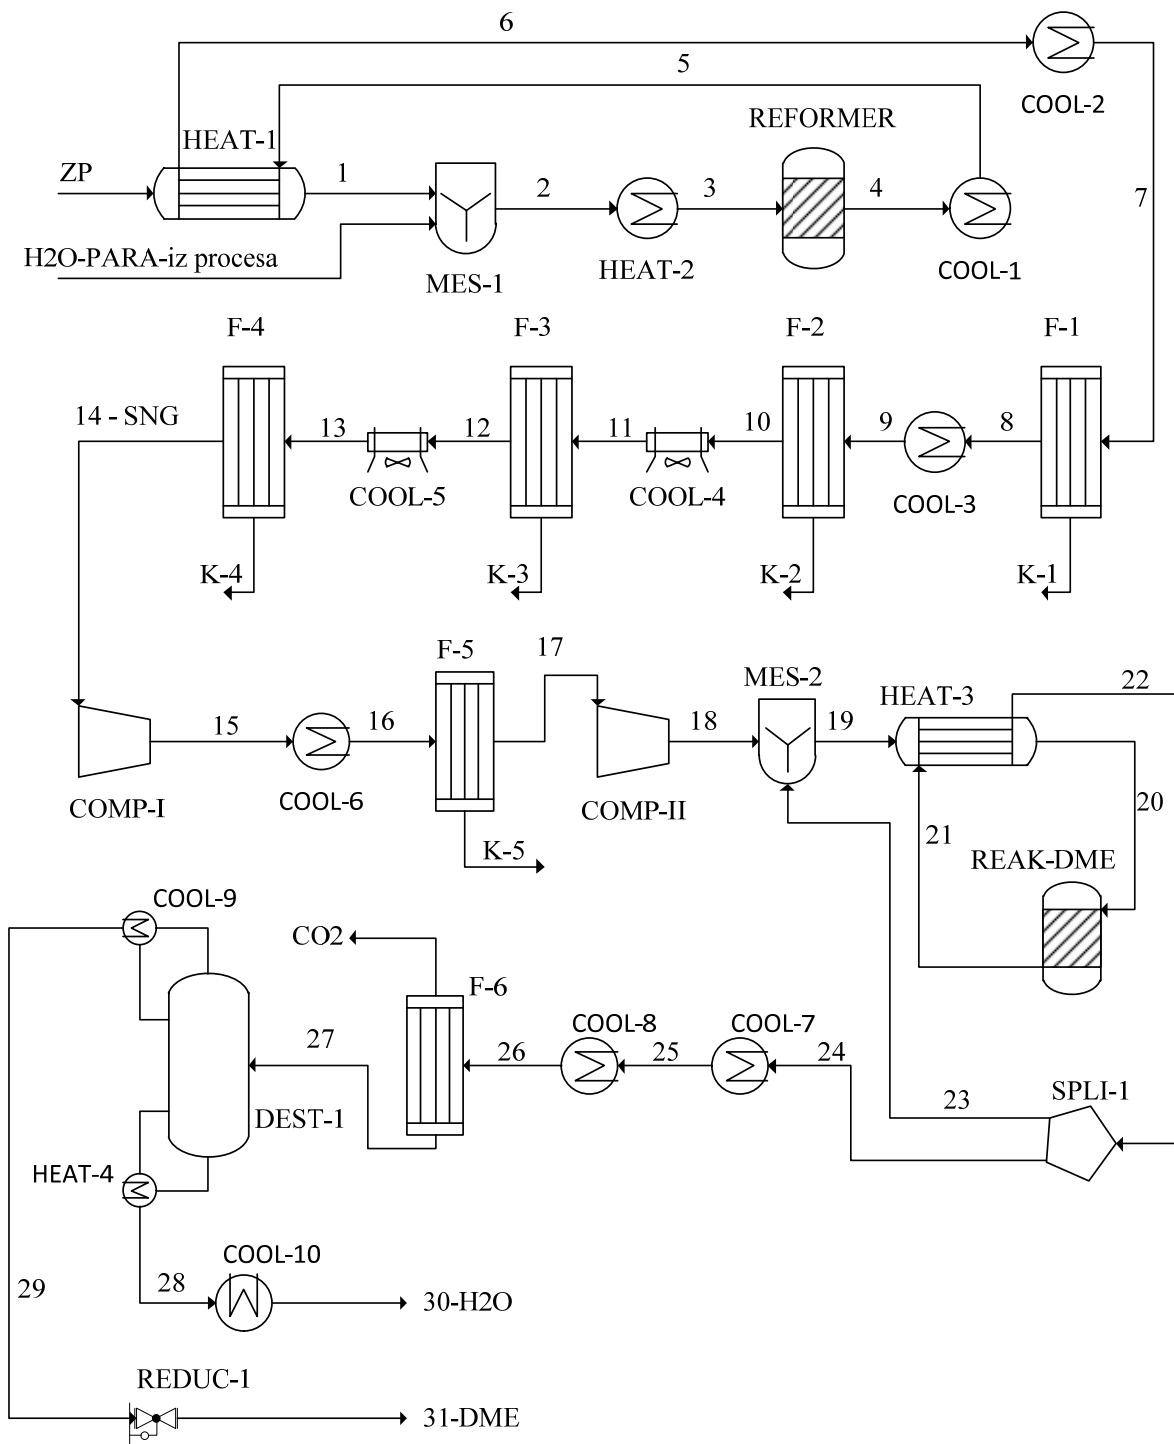 6
COOL-2
5
REFORMER
HEAT-1
ZP
1
2
3
4
7
H2O-PARA-iz procesa
MES-1
HEAT-2
COOL-1
F-4
F-3
F-2
F-1
14 - SNG
13
12
11
10
9
8
COOL-5
COOL-4
COOL-3
K-4
K-3
K-2
K-1
F-5
17
MES-2
HEAT-3
22
15
16
18
19
COMP-I
COOL-6
COMP-II
20
K-5
21
REAK-DME
COOL-9
CO2
F-6
COOL-8
COOL-7
27
26
25
24
SPLI-1
23
DEST-1
HEAT-4
COOL-10
29
28
30-H2O
REDUC-1
31-DME